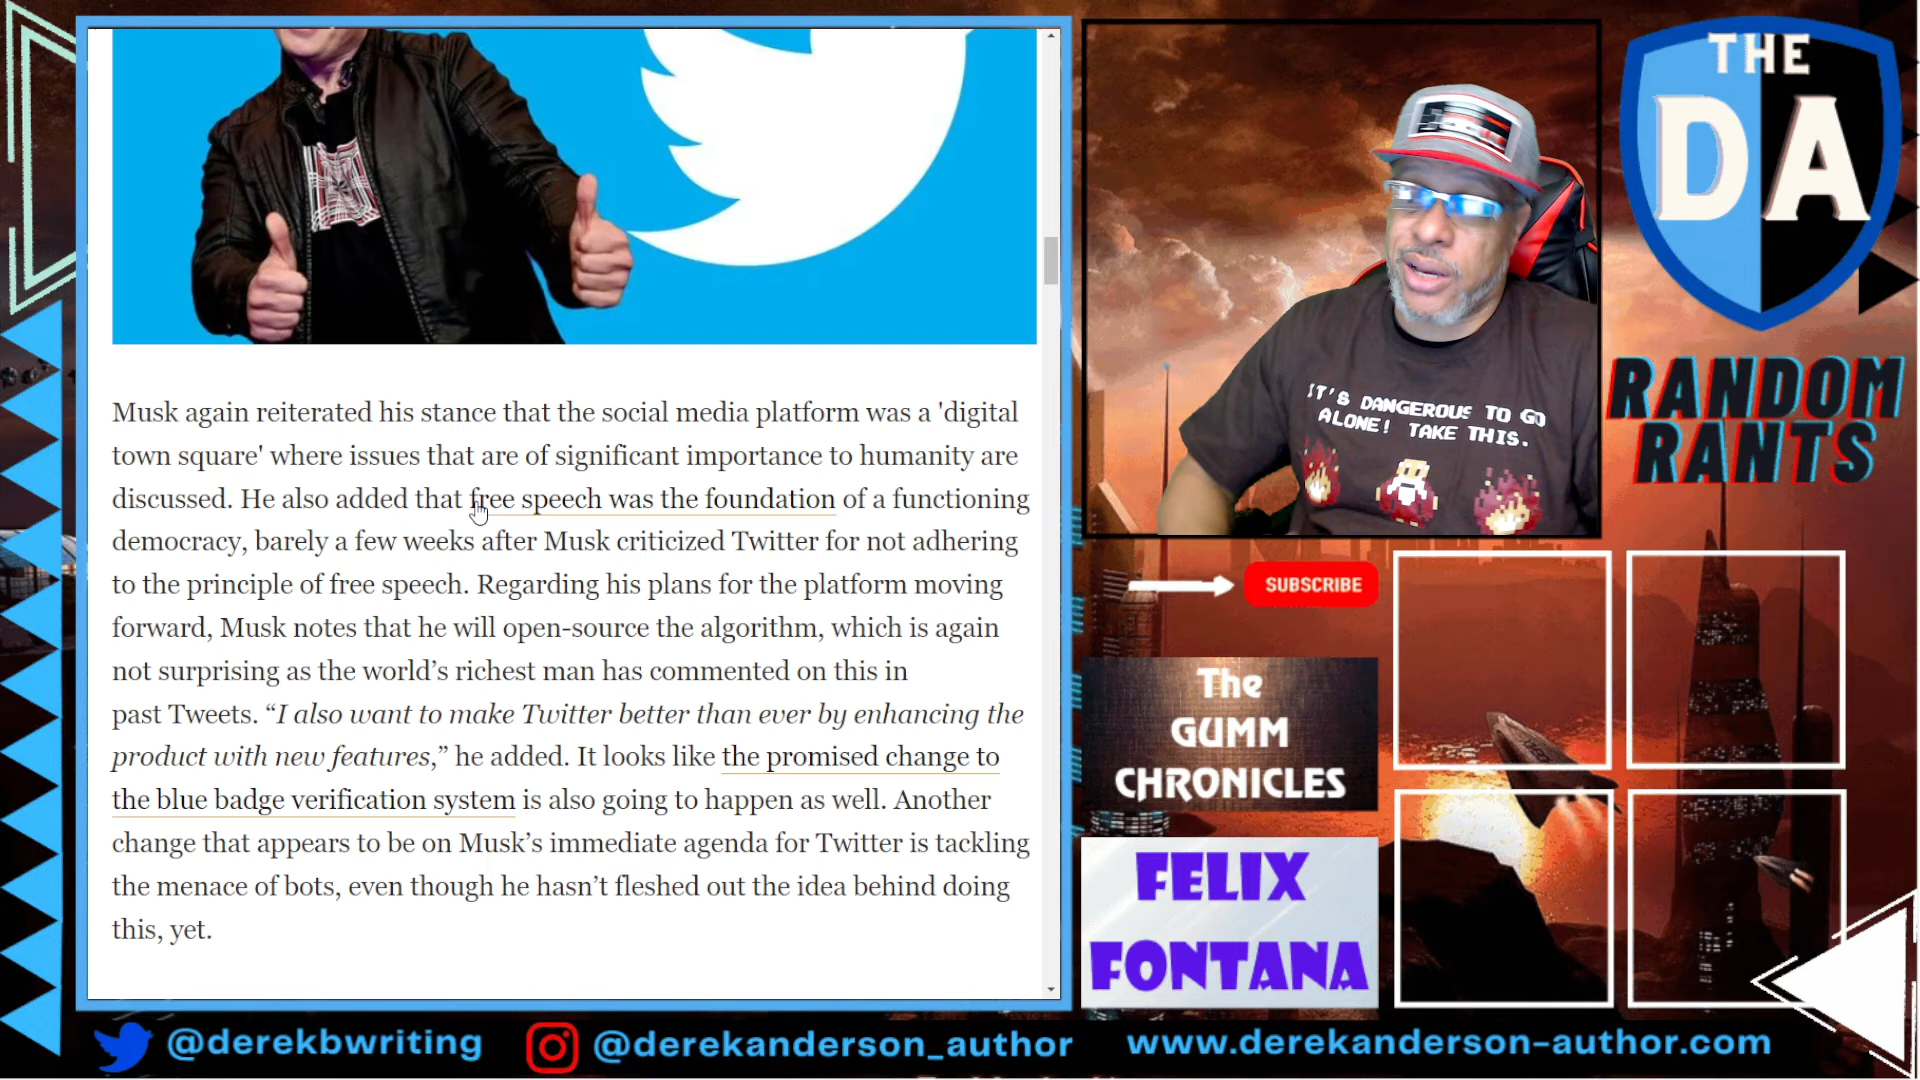 Musk again reiterated his stance that the social media platform was a 'digital
town square' where issues that are of significant importance to humanity are
discussed. He also added that free speech was the foundation of a functioning
democracy, barely a few weeks after Musk criticized Twitter for not adhering
to the principle of free speech. Regarding his plans for the platform moving
forward, Musk notes that he will open-source the algorithm, which is again
not surprising as the world’s richest man has commented on this in
past Tweets. “I also want to make Twitter better than ever by enhancing the
product with new features,” he added. It looks like the promised change to
the blue badge verification system is also going to happen as well. Another
change that appears to be on Musk’s immediate agenda for Twitter is tackling
the menace of bots, even though he hasn’t fleshed out the idea behind doing
this, yet.
IT'S DANGEROUS TO GO
ALONE! TAKE THIS.
THE
DA
RANDOM
RANTS
SUBSCRIBE
The
GUMM
CHRONICLES
FELIX
FONTANA
@derekbwriting
@derekanderson_author
www.derekanderson-author.com